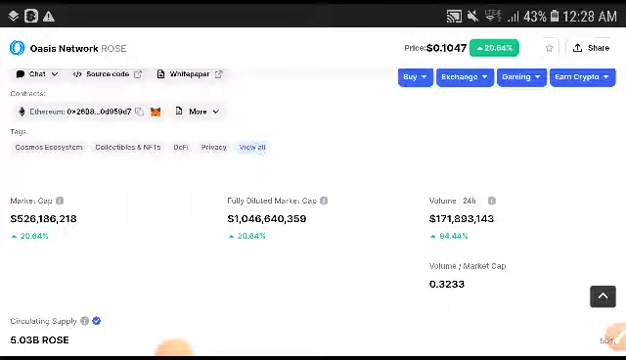 43% 12:28 AM
Oasis Network ROSE
Price: $0.1047 20.64%
Share
Chat
Source code
Whitepaper
Buy
Exchange
Gaming
Earn Crypto
Contracts:
More
Tags
Cosmos Ecosystem
Collectibles & NFTs
DeFi
Privacy
View all
Market Cap
Fully Diluted Market Cap
Volume 24h
$526,186,218
$1,046,640,359
$171,893,143
20.64%
20.64%
94.44%
Volume / Market Cap
0.3233
Circulating Supply
5.03B ROSE